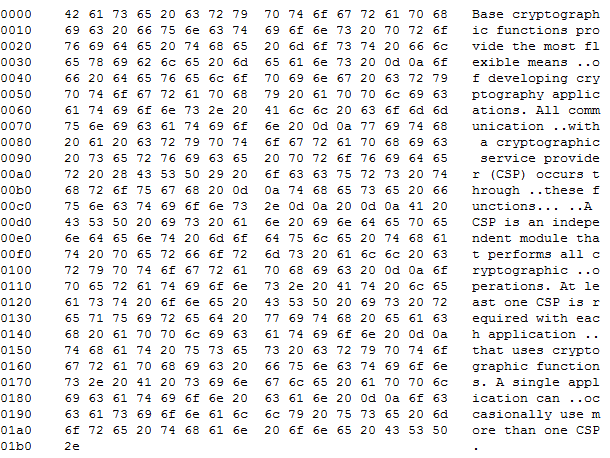 0000 42 61 73 65 20 63 72 79 70 74 6f 67 72 61 70 68 Base cryptograph
0010 69 63 20 66 75 6e 63 74 69 6f 6e 73 20 70 72 6f ic functions pro
0020 76 69 64 65 20 74 68 65 20 6d 6f 73 74 20 66 6c vide the most fl
0030 65 78 69 62 6c 65 20 6d 65 61 6e 73 20 0d 0a 6f exible means ..o
0040 66 20 64 65 76 65 6c 6f 70 69 6e 67 20 63 72 79 f developing cry
0050 70 74 6f 67 72 61 70 68 79 20 61 70 70 6c 69 63 ptography applic
0060 61 74 69 6f 6e 73 2e 20 41 6c 6c 20 63 6f 6d 6d ations. All comm
0070 75 6e 69 63 61 74 69 6f 6e 20 0d 0a 77 69 74 68 unication ..with
0080 20 61 20 63 72 79 70 74 6f 67 72 61 70 68 69 63 a cryptographic
0090 20 73 65 72 76 69 63 65 20 70 72 6f 76 69 64 65 service provide
00a0 72 20 28 43 53 50 29 20 6f 63 63 75 72 73 20 74 r (CSP) occurs t
00b0 68 72 6f 75 67 68 20 0d 0a 74 68 65 73 65 20 66 hrough ..these f
00c0 75 6e 63 74 69 6f 6e 73 2e 0d 0a 20 0d 0a 41 20 unctions... ..A
00d0 43 53 50 20 69 73 20 61 6e 20 69 6e 64 65 70 65 CSP is an indepe
00e0 6e 64 65 6e 74 20 6d 6f 64 75 6c 65 20 74 68 61 ndent module tha
00f0 74 20 70 65 72 66 6f 72 6d 73 20 61 6c 6c 20 63 t performs all c
0100 72 79 70 74 6f 67 72 61 70 68 69 63 20 0d 0a 6f ryptographic ..o
0110 70 65 72 61 74 69 6f 6e 73 2e 20 41 74 20 6c 65 perations. At le
0120 61 73 74 20 6f 6e 65 20 43 53 50 20 69 73 20 72 ast one CSP is r
0130 65 71 75 69 72 65 64 20 77 69 74 68 20 65 61 63 equired with eac
0140 68 20 61 70 70 6c 69 63 61 74 69 6f 6e 20 0d 0a h application ..
0150 74 68 61 74 20 75 73 65 73 20 63 72 79 70 74 6f that uses crypto
0160 67 72 61 70 68 69 63 20 66 75 6e 63 74 69 6f 6e graphic function
0170 73 2e 20 41 20 73 69 6e 67 6c 65 20 61 70 70 6c s. A single appl
0180 69 63 61 74 69 6f 6e 20 63 61 6e 20 0d 0a 6f 63 ication can ..oc
0190 63 61 73 69 6f 6e 61 6c 6c 79 20 75 73 65 20 6d casionally use m
01a0 6f 72 65 20 74 68 61 6e 20 6f 6e 65 20 43 53 50 ore than one CSP
01b0 2e .